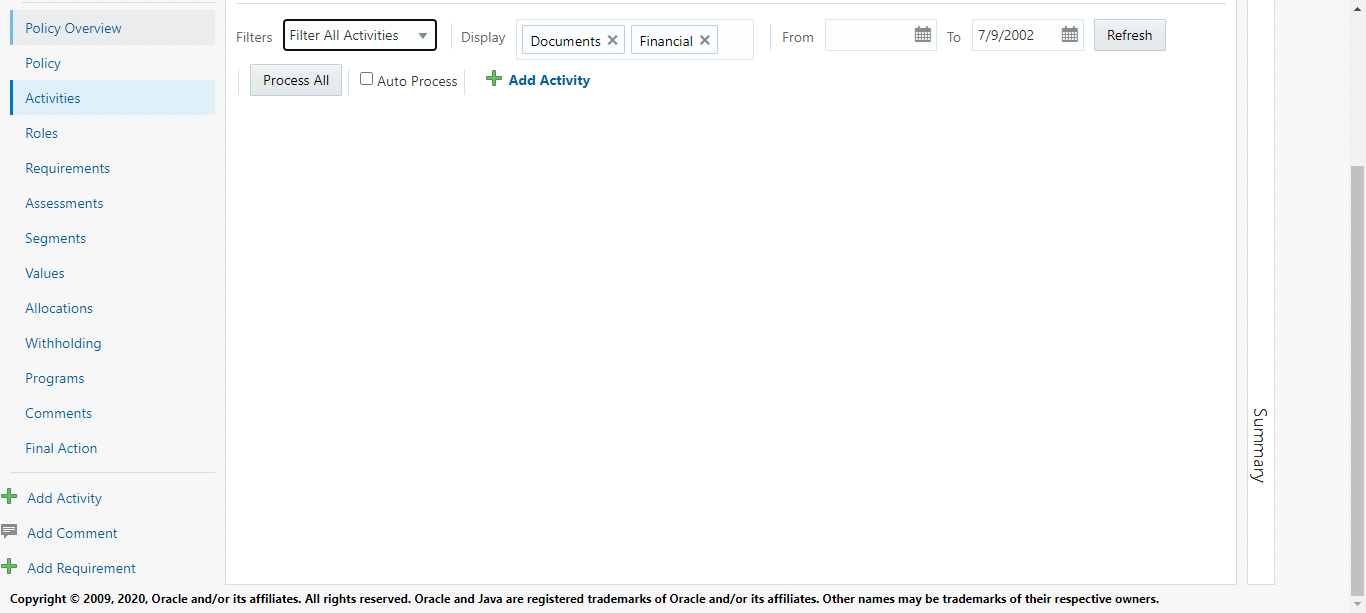 Policy Overview
Policy
Activities
Roles
Requirements
Assessments
Segments
Values
Allocations
Withholding
Programs
Comments
Final Action
Add Activity
Add Comment
Add Requirement
Filters Filter All Activities Display Documents Financial From To 7/9/2002 Refresh
Process All Auto Process Add Activity
Summary
Copyright © 2009, 2020, Oracle and/or its affiliates. All rights reserved. Oracle and Java are registered trademarks of Oracle and/or its affiliates. Other names may be trademarks of their respective owners.